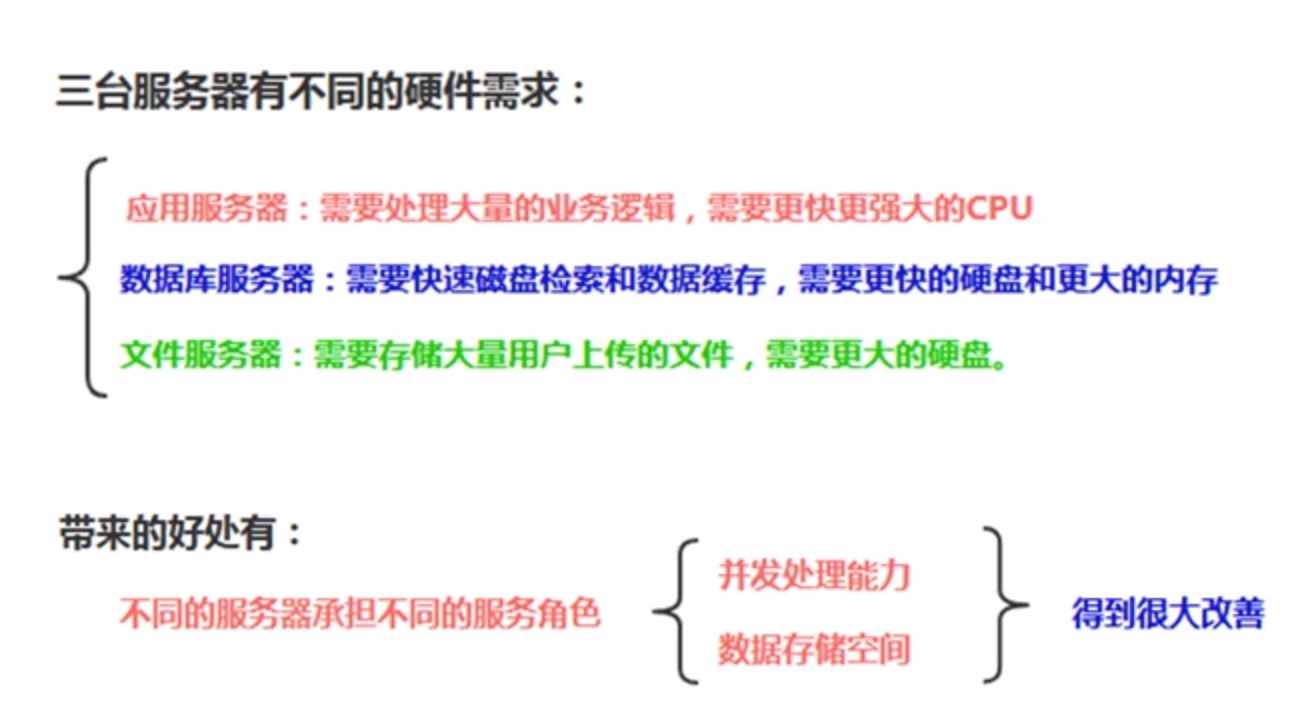 三台服务器有不同的硬件需求：
应用服务器：需要处理大量的业务逻辑，需要更快更强大的CPU
数据库服务器：需要快速磁盘检索和数据缓存，需要更快的硬盘和更大的内存
文件服务器：需要存储大量用户上传的文件，需要更大的硬盘。
带来的好处有：
不同的服务器承担不同的服务角色
并发处理能力
数据存储空间
得到很大改善